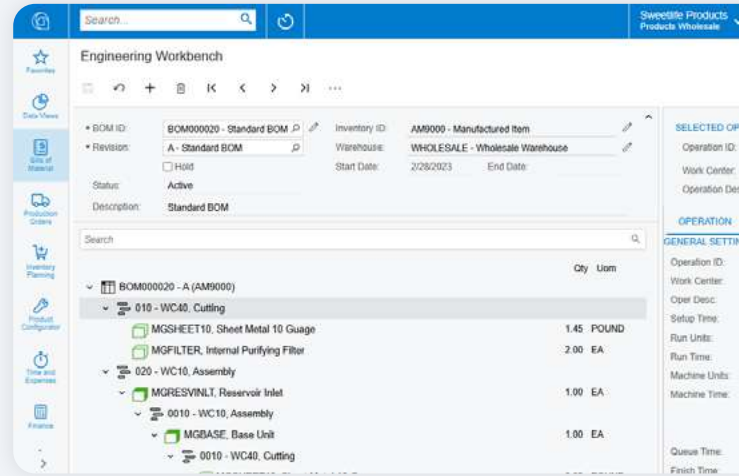 Search...
Sweetlife Products
Products Wholesale
Favorites
Data Views
Bills of
Material
Production
Orders
Inventory
Planning
Product
Configurator
Time and
Expenses
Finance
Engineering Workbench
* BOM ID: BOM000020 - Standard BOM Inventory ID: AM9000 - Manufactured Item
* Revision: A - Standard BOM Warehouse: WHOLESALE - Wholesale Warehouse
Hold Start Date: 2/28/2023 End Date:
Status: Active
Description: Standard BOM
Search
Qty Uom
BOM000020 - A (AM9000)
010 - WC40, Cutting
MGSHEET10, Sheet Metal 10 Guage 1.45 POUND
MGFILTER, Internal Purifying Filter 2.00 EA
020 - WC10, Assembly
MGRESVINLT, Reservoir Inlet 1.00 EA
0010 - WC10, Assembly
MGBASE, Base Unit 1.00 EA
0010 - WC40, Cutting
SELECTED OP
Operation ID:
Work Center:
Operation Des
OPERATION
GENERAL SETTIN
Operation ID:
Work Center:
Oper Desc:
Setup Time:
Run Units:
Run Time:
Machine Units:
Machine Time:
Queue Time:
Finish Time: